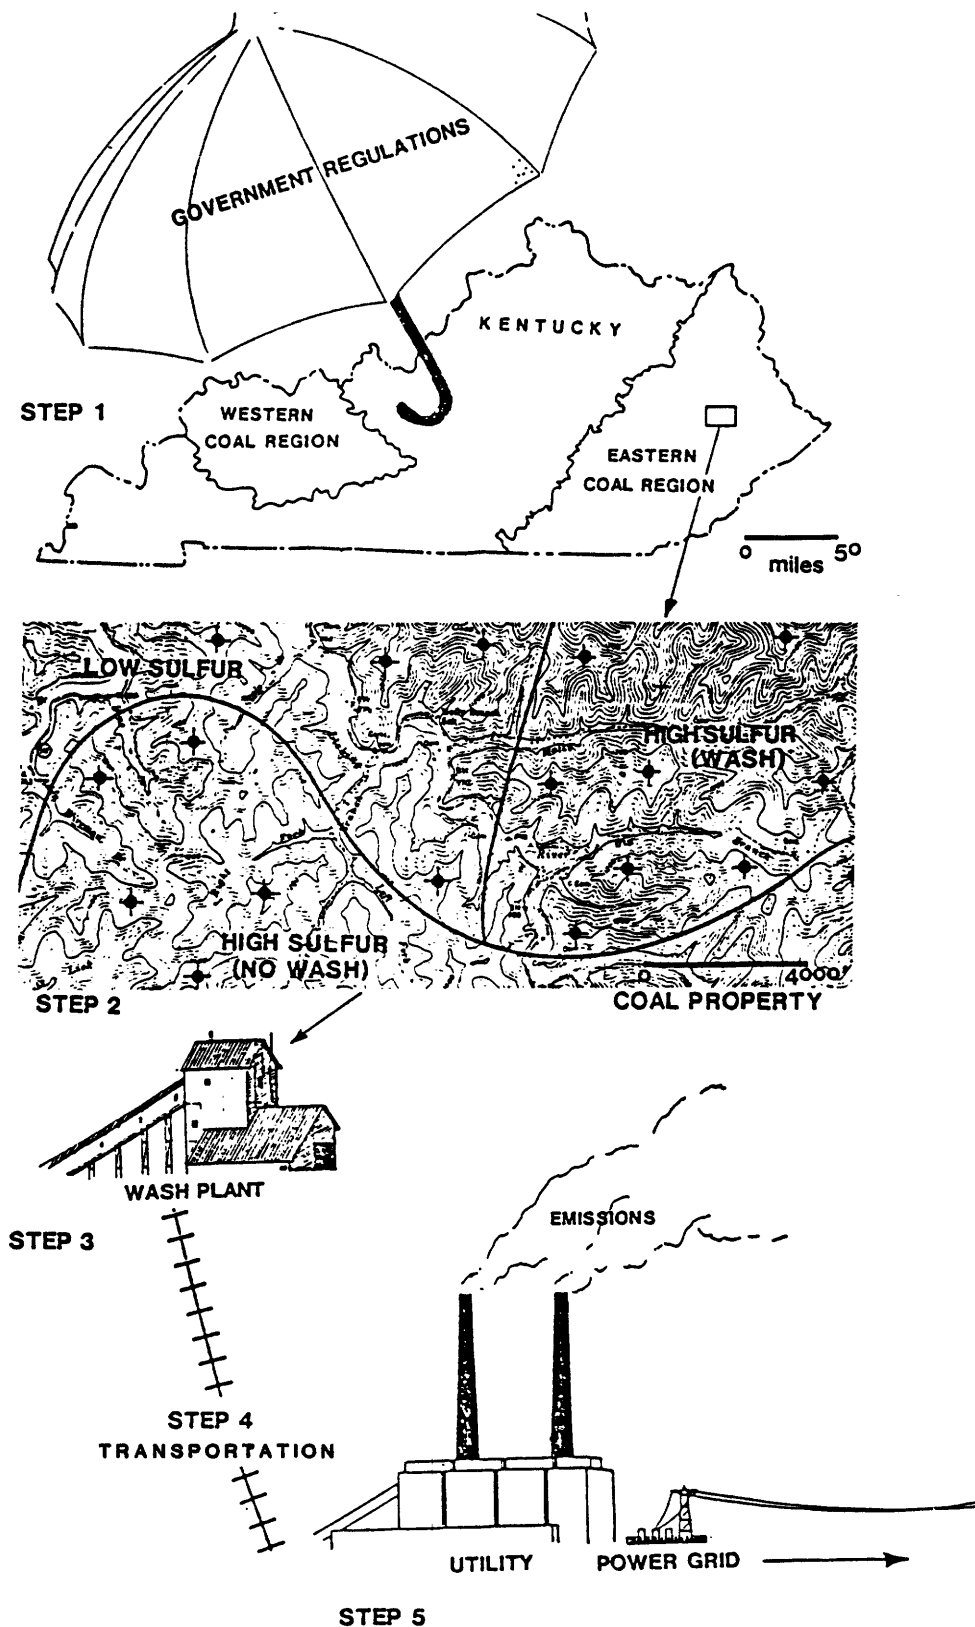 GOVERNMENT REGULATIONS
KENTUCKY
STEP 1
WESTERN
COAL REGION
EASTERN
COAL REGION
0 50
miles
LOW SULFUR
HIGH SULFUR
(WASH)
River
Branch
HIGH SULFUR
(NO WASH)
0 4000'
STEP 2
COAL PROPERTY
WASH PLANT
STEP 3
EMISSIONS
STEP 4
TRANSPORTATION
UTILITY
POWER GRID
STEP 5